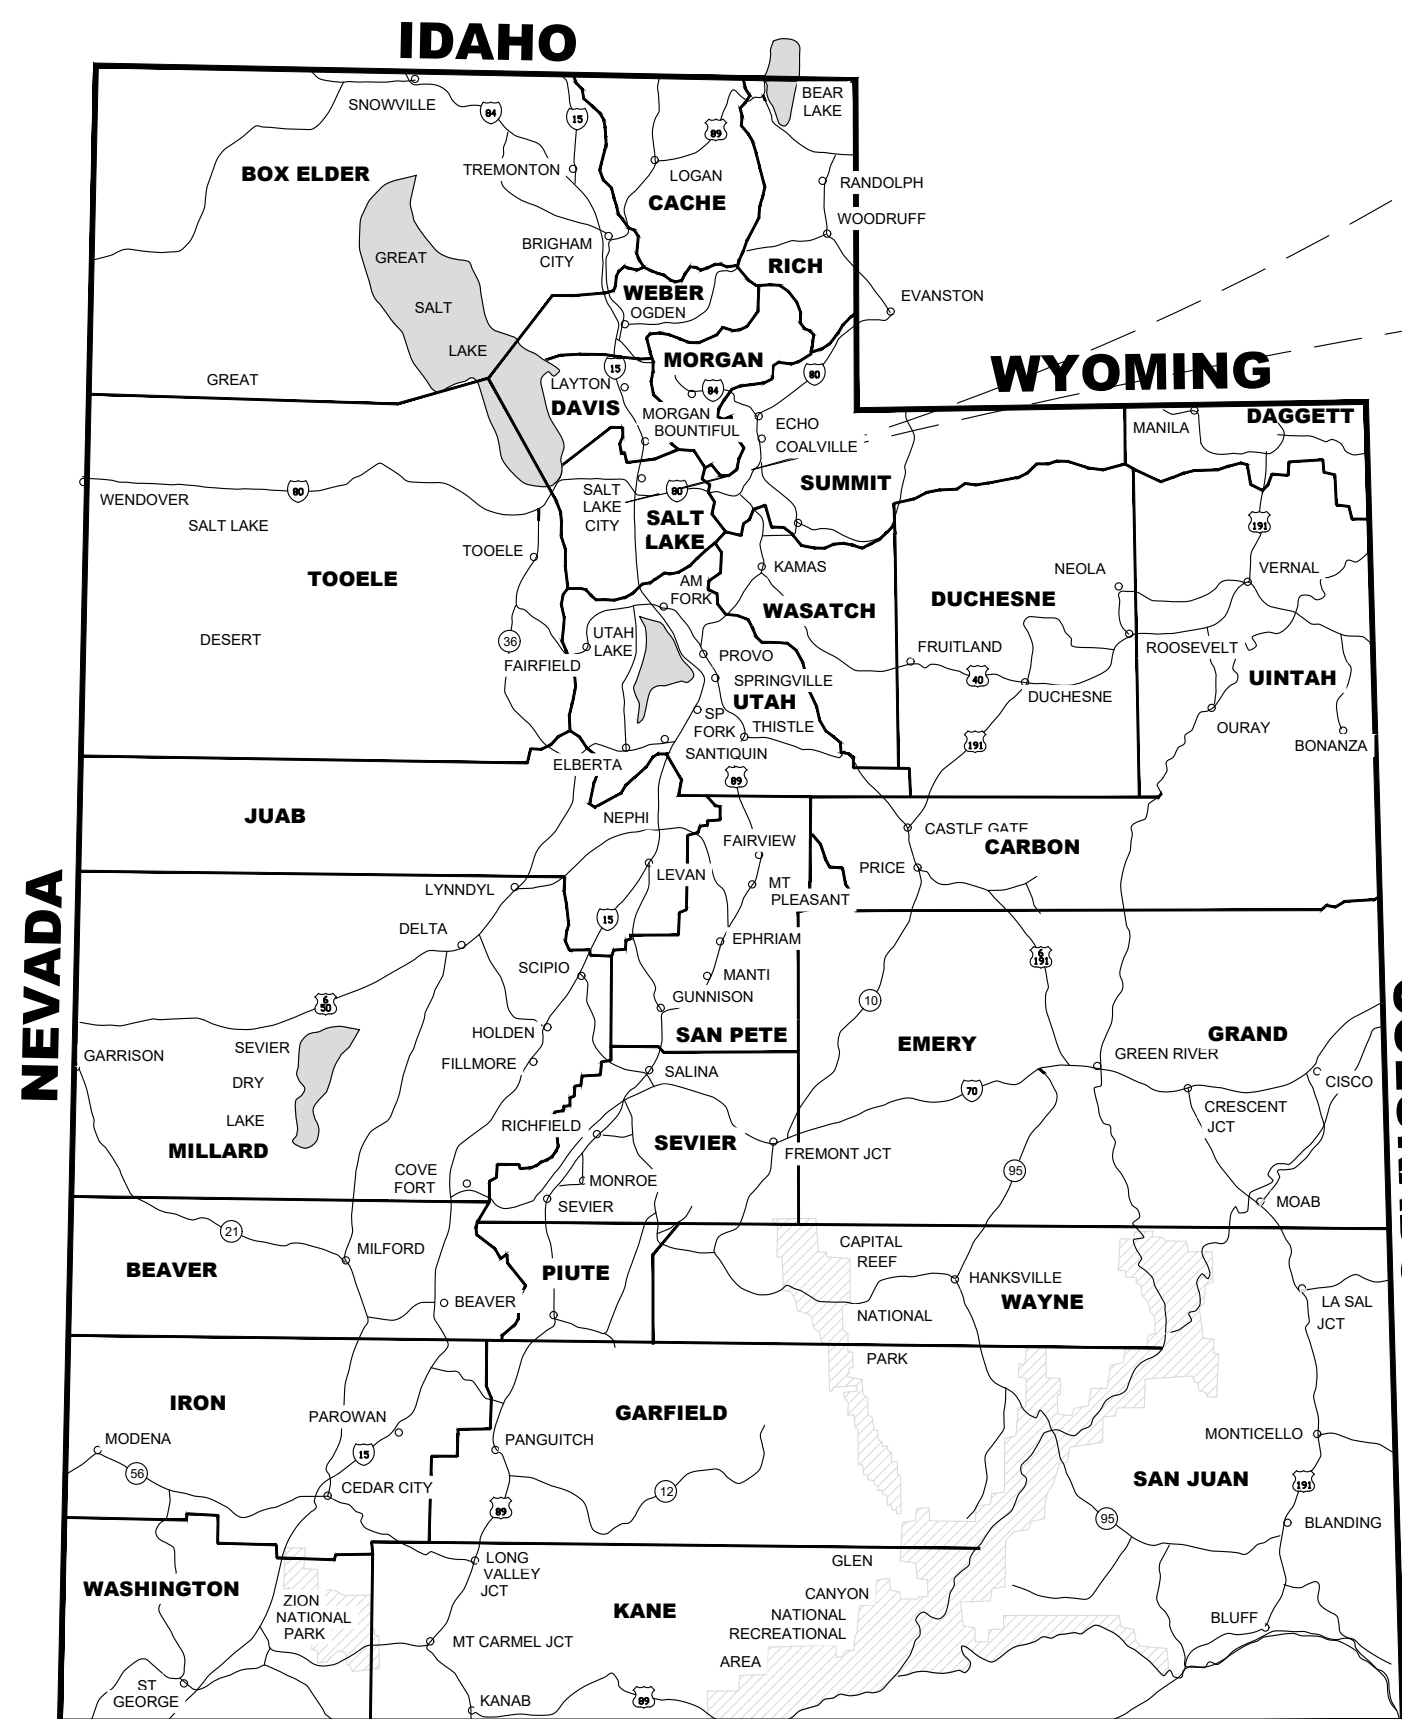 IDAHO
BEAR
LAKE
SNOWVILLE
84
15
89
BOX ELDER
TREMONTON
LOGAN
CACHE
RANDOLPH
WOODRUFF
BRIGHAM
CITY
GREAT
SALT
LAKE
RICH
WEBER
OGDEN
EVANSTON
MORGAN
WYOMING
15
80
GREAT
LAYTON
DAVIS
84
MORGAN
BOUNTIFUL
ECHO
COALVILLE
MANILA
DAGGETT
WENDOVER
80
SALT LAKE
SALT
LAKE
CITY
80
SUMMIT
SALT
LAKE
191
TOOELE
TOOELE
AM
FORK
KAMAS
NEOLA
VERNAL
WASATCH
DUCHESNE
DESERT
36
UTAH
LAKE
FAIRFIELD
PROVO
SPRINGVILLE
UTAH
FRUITLAND
40
DUCHESNE
ROOSEVELT
UINTAH
SP
FORK
THISTLE
SANTIQUIN
191
OURAY
BONANZA
ELBERTA
89
JUAB
NEPHI
FAIRVIEW
CASTLE GATE
CARBON
PRICE
LEVAN
MT
PLEASANT
LYNNDYL
NEVADA
15
DELTA
EPHRIAM
6
191
SCIPIO
MANTI
GUNNISON
10
6
50
HOLDEN
SAN PETE
EMERY
GRAND
GARRISON
SEVIER
DRY
LAKE
FILLMORE
SALINA
GREEN RIVER
CISCO
70
CRESCENT
JCT
RICHFIELD
SEVIER
FREMONT JCT
MILLARD
COVE
FORT
MONROE
SEVIER
95
MOAB
21
MILFORD
CAPITAL
REEF
NATIONAL
PARK
BEAVER
PIUTE
HANKSVILLE
WAYNE
BEAVER
LA SAL
JCT
IRON
PAROWAN
GARFIELD
MODENA
15
PANGUITCH
MONTICELLO
56
CEDAR CITY
12
89
SAN JUAN
191
95
BLANDING
WASHINGTON
LONG
VALLEY
JCT
GLEN
CANYON
NATIONAL
RECREATIONAL
AREA
ZION
NATIONAL
PARK
KANE
BLUFF
MT CARMEL JCT
ST
GEORGE
KANAB
89